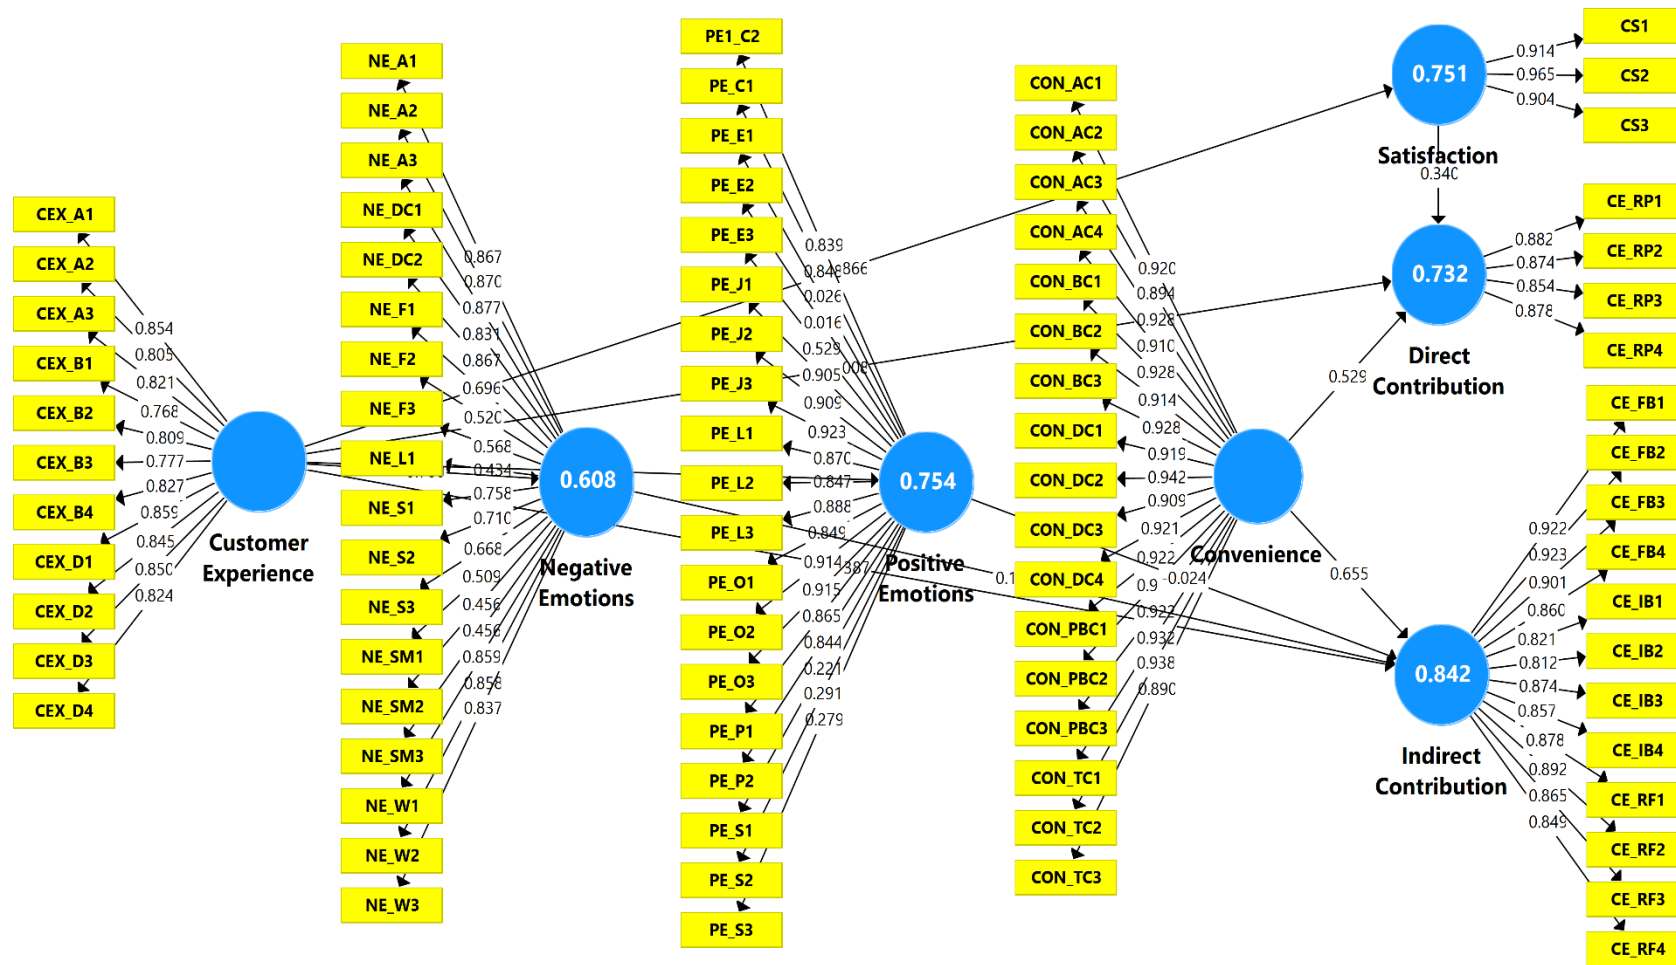 CEX_A1
CEX_A2
CEX_A3
CEX_B1
CEX_B2
CEX_B3
CEX_B4
CEX_D1
CEX_D2
CEX_D3
CEX_D4
0.854
0.805
0.821
0.768
0.809
0.777
0.827
0.859
0.845
0.850
0.824
Customer
Experience
NE_A1
NE_A2
NE_A3
NE_DC1
NE_DC2
NE_F1
NE_F2
NE_F3
NE_L1
NE_S1
NE_S2
NE_S3
NE_SM1
NE_SM2
NE_SM3
NE_W1
NE_W2
NE_W3
0.867
0.870
0.877
0.831
0.867
0.696
0.520
0.568
0.434
0.758
0.710
0.668
0.509
0.456
0.456
0.859
0.858
0.837
0.608
Negative
Emotions
PE1_C2
PE_C1
PE_E1
PE_E2
PE_E3
PE_J1
PE_J2
PE_J3
PE_L1
PE_L2
PE_L3
PE_O1
PE_O2
PE_O3
PE_P1
PE_P2
PE_S1
PE_S2
PE_S3
0.839
0.848
866
0.026
0.016
0.529
0.905
0.909
0.923
0.870
0.847
0.888
0.849
0.914
387
0.915
0.865
0.844
0.221
0.291
0.279
0.754
Positive
Emotions
CON_AC1
CON_AC2
CON_AC3
CON_AC4
CON_BC1
CON_BC2
CON_BC3
CON_DC1
CON_DC2
CON_DC3
CON_DC4
CON_PBC1
CON_PBC2
CON_PBC3
CON_TC1
CON_TC2
CON_TC3
0.920
0.894
0.928
0.910
0.928
0.914
0.928
0.919
0.942
0.909
0.921
0.922
-0.024
0.922
0.932
0.938
0.890
Convenience
0.751
Satisfaction
0.340
0.914
0.965
0.904
CS1
CS2
CS3
0.732
Direct
Contribution
0.529
0.882
0.874
0.854
0.878
CE_RP1
CE_RP2
CE_RP3
CE_RP4
0.655
0.842
Indirect
Contribution
0.922
0.923
0.901
0.860
0.821
0.812
0.874
0.857
0.878
0.892
0.865
0.849
CE_FB1
CE_FB2
CE_FB3
CE_FB4
CE_IB1
CE_IB2
CE_IB3
CE_IB4
CE_RF1
CE_RF2
CE_RF3
CE_RF4